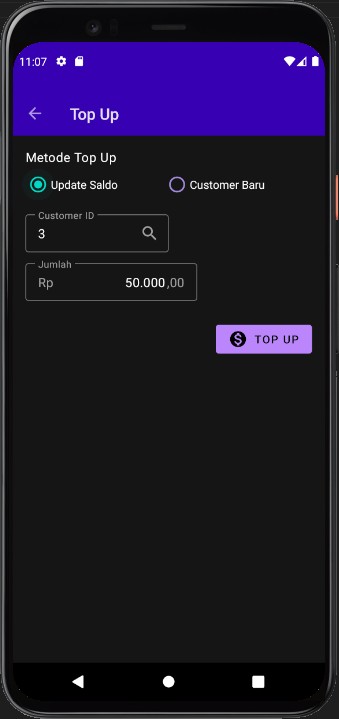 11:07
Top Up
Metode Top Up
Update Saldo
Customer Baru
Customer ID
3
Jumlah
Rp 50.000,00
TOP UP